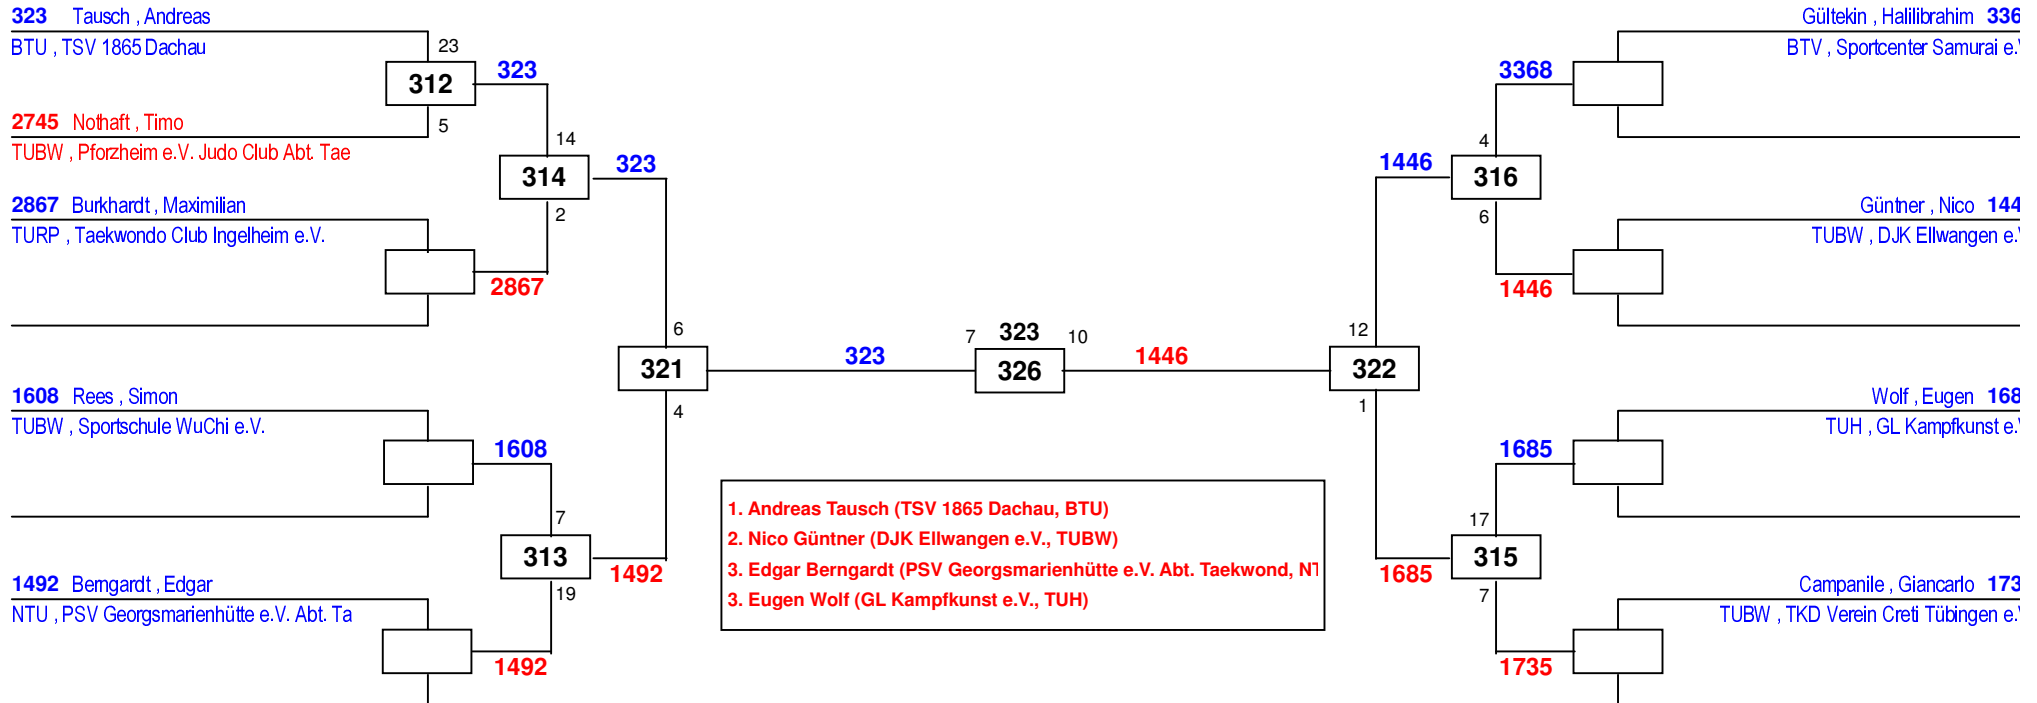 323 Tausch , Andreas
BTU , TSV 1865 Dachau
23
312
323
5
2745 Nothaft , Timo
TUBW , Pforzheim e.V. Judo Club Abt. Tae
14
314
323
2
2867 Burkhardt , Maximilian
TURP , Taekwondo Club Ingelheim e.V.
2867
6
321
323
4
1608 Rees , Simon
TUBW , Sportschule WuChi e.V.
1608
7
313
1492
19
1492 Berngardt , Edgar
NTU , PSV Georgsmarienhütte e.V. Abt. Ta
1492
7 323 10
326
1446
1. Andreas Tausch (TSV 1865 Dachau, BTU)
2. Nico Güntner (DJK Ellwangen e.V., TUBW)
3. Edgar Berngardt (PSV Georgsmarienhütte e.V. Abt. Taekwond, NT
3. Eugen Wolf (GL Kampfkunst e.V., TUH)
Gültekin , Halilibrahim 336
BTV , Sportcenter Samurai e.V
3368
4
1446
316
6
Güntner , Nico 144
TUBW , DJK Ellwangen e.V
1446
12
322
1
Wolf , Eugen 168
TUH , GL Kampfkunst e.V
1685
17
315
1685
7
Campanile , Giancarlo 173
TUBW , TKD Verein Creti Tübingen e.V
1735